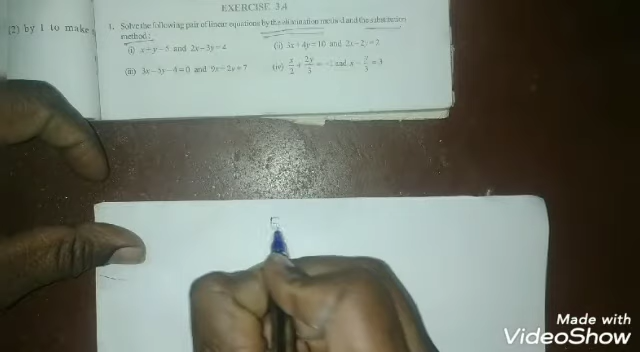 EXERCISE 3.4
(2) by 1 to make
1. Solve the following pair of linear equations by the elimination method and the substitution
method :
(i) x+y=5 and 2x-3y=4 (ii) 3x+4y=10 and 2x-2y=2
(iii) 3x-5y-4=0 and 9x=2y+7 (iv) x/2 + 2y/3 = -1 and x - y/3 = 3
E
Made with
VideoShow